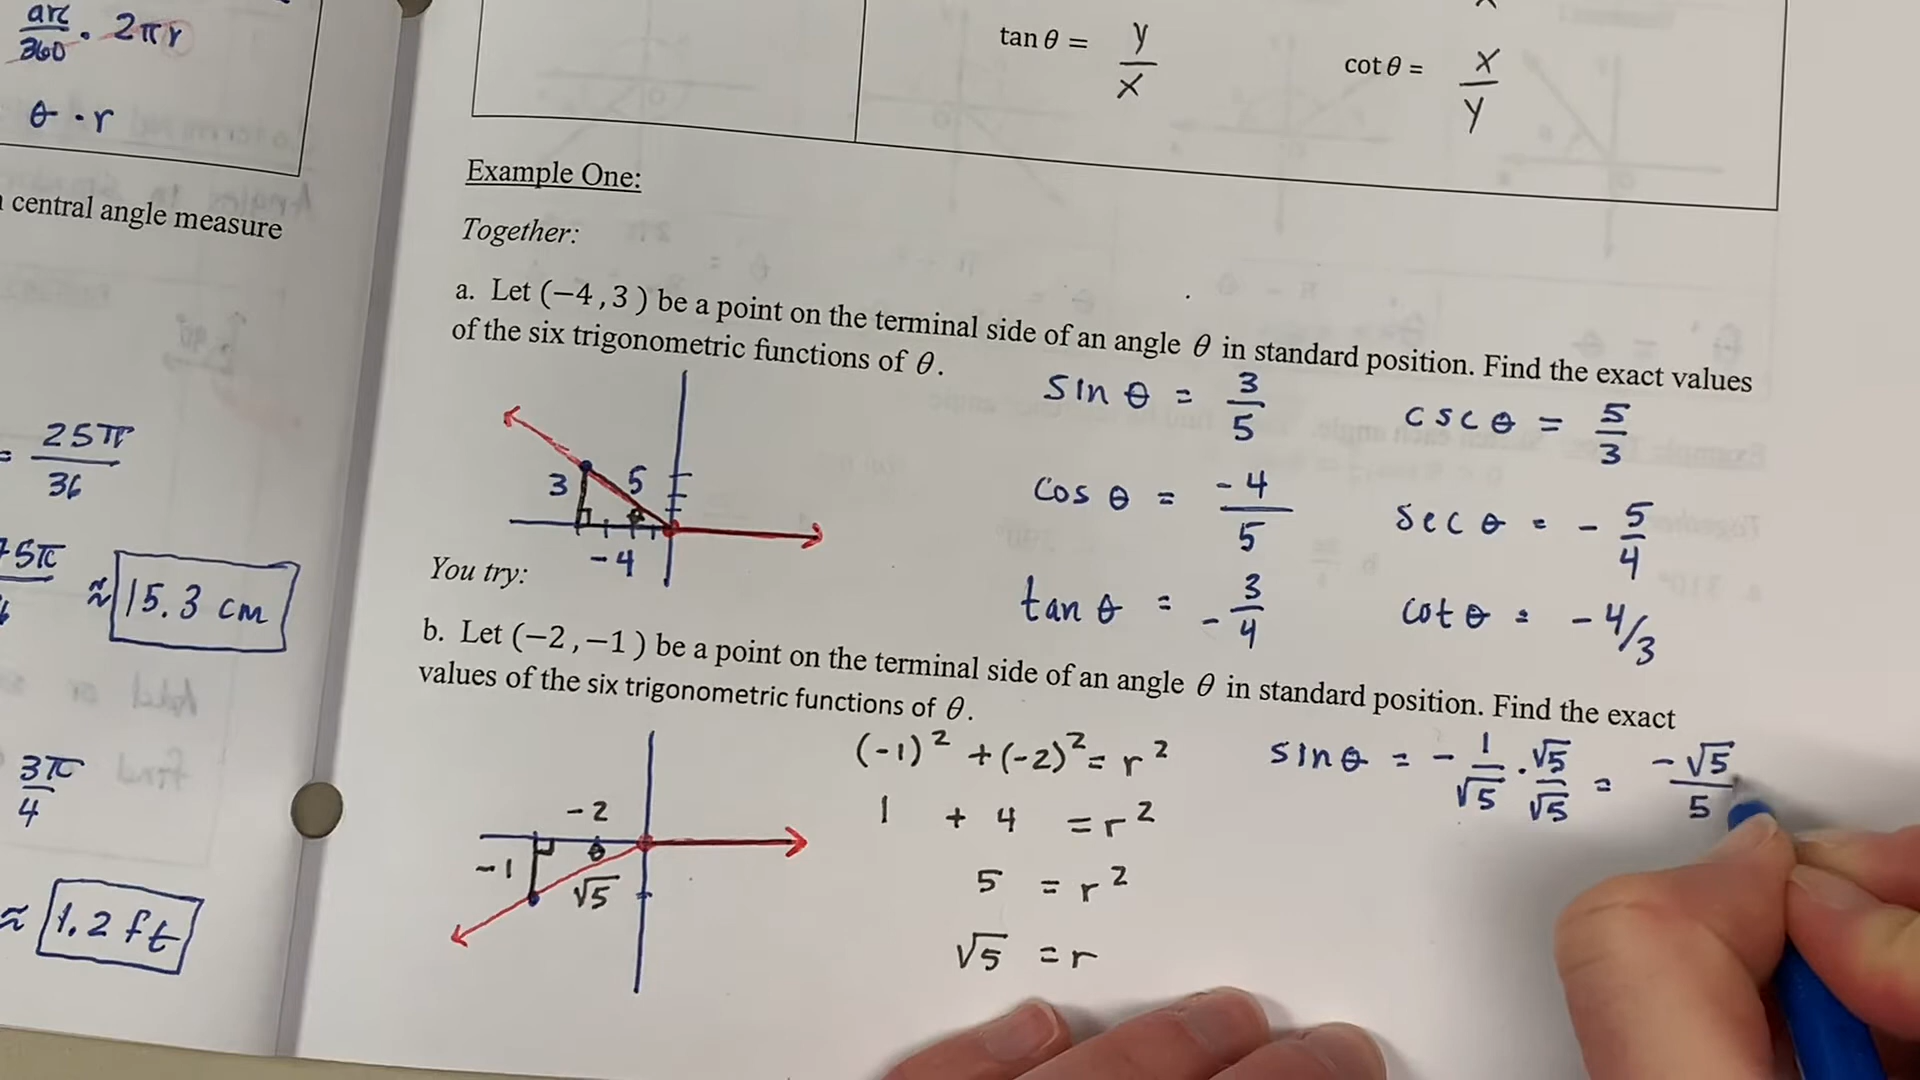 arc/360 · 2πr
θ · r
central angle measure
= 25π/36
75π
≈ 15.3 cm
3π/4
≈ 1.2 ft
tan θ = y/x
cot θ = x/y
Example One:
Together:
a. Let (−4 , 3 ) be a point on the terminal side of an angle θ in standard position. Find the exact values
of the six trigonometric functions of θ.
3 5
−4
sin θ = 3/5
csc θ = 5/3
cos θ = -4/5
sec θ = - 5/4
tan θ = - 3/4
cot θ = - 4/3
You try:
b. Let (−2 , −1 ) be a point on the terminal side of an angle θ in standard position. Find the exact
values of the six trigonometric functions of θ.
-2
θ
-1
√5
(-1)² + (-2)² = r²
1 + 4 = r²
5 = r²
√5 = r
sin θ = - 1/√5 · √5/√5 = -√5/5